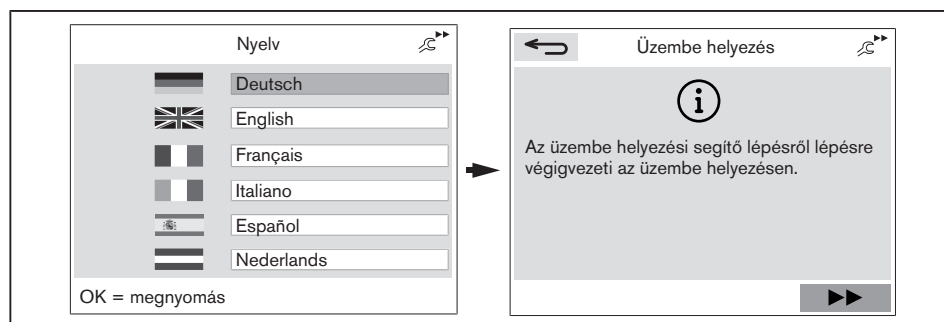 Nyelv
Deutsch
English
Français
Italiano
Español
Nederlands
OK = megnyomás
Üzembe helyezés
Az üzembe helyezési segítő lépésről lépésre
végigvezeti az üzembe helyezésen.